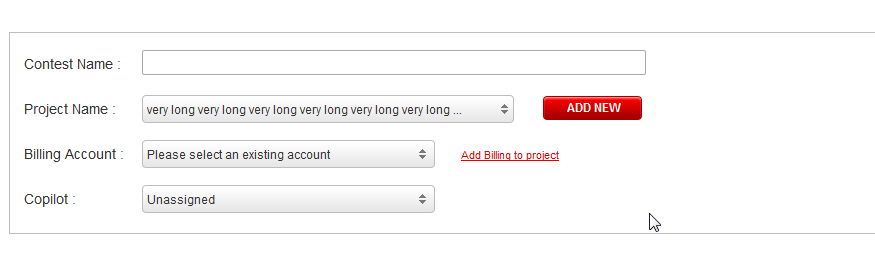 Contest Name :
Project Name : very long very long very long very long very long very long ... ADD NEW
Billing Account : Please select an existing account Add Billing to project
Copilot : Unassigned